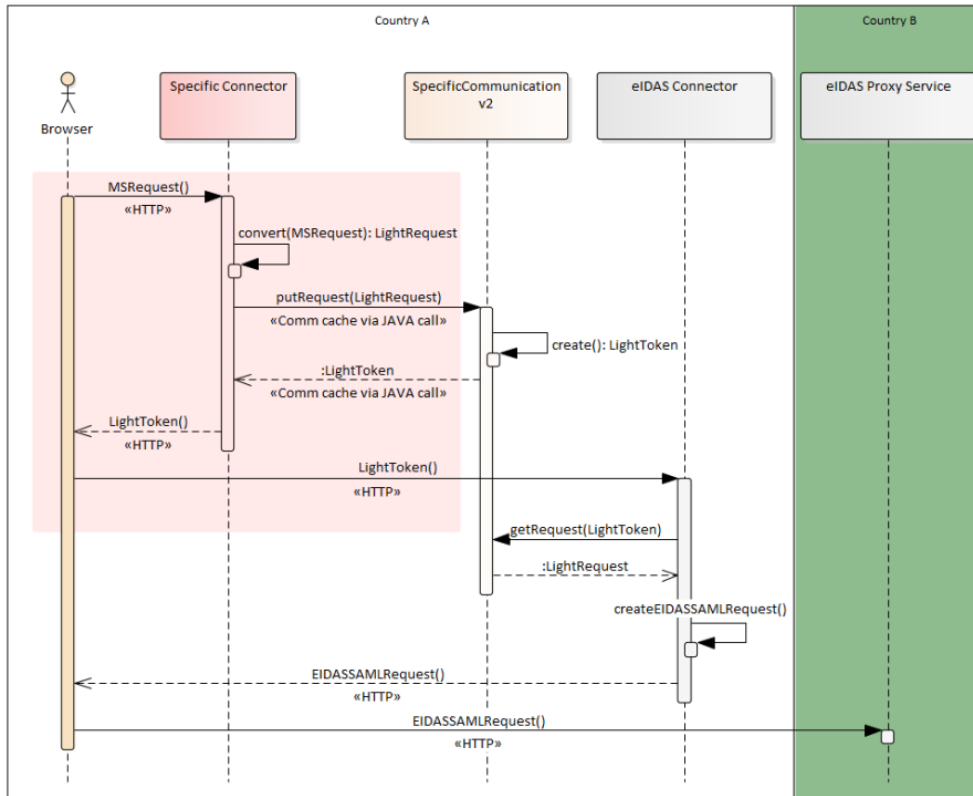 Country A
Country B
Specific Connector
SpecificCommunication
v2
eIDAS Connector
eIDAS Proxy Service
Browser
MSRequest()
«HTTP»
convert(MSRequest): LightRequest
putRequest(LightRequest)
«Comm cache via JAVA call»
create(): LightToken
:LightToken
«Comm cache via JAVA call»
LightToken()
«HTTP»
LightToken()
«HTTP»
getRequest(LightToken)
:LightRequest
createEIDASSAMLRequest()
EIDASSAMLRequest()
«HTTP»
EIDASSAMLRequest()
«HTTP»